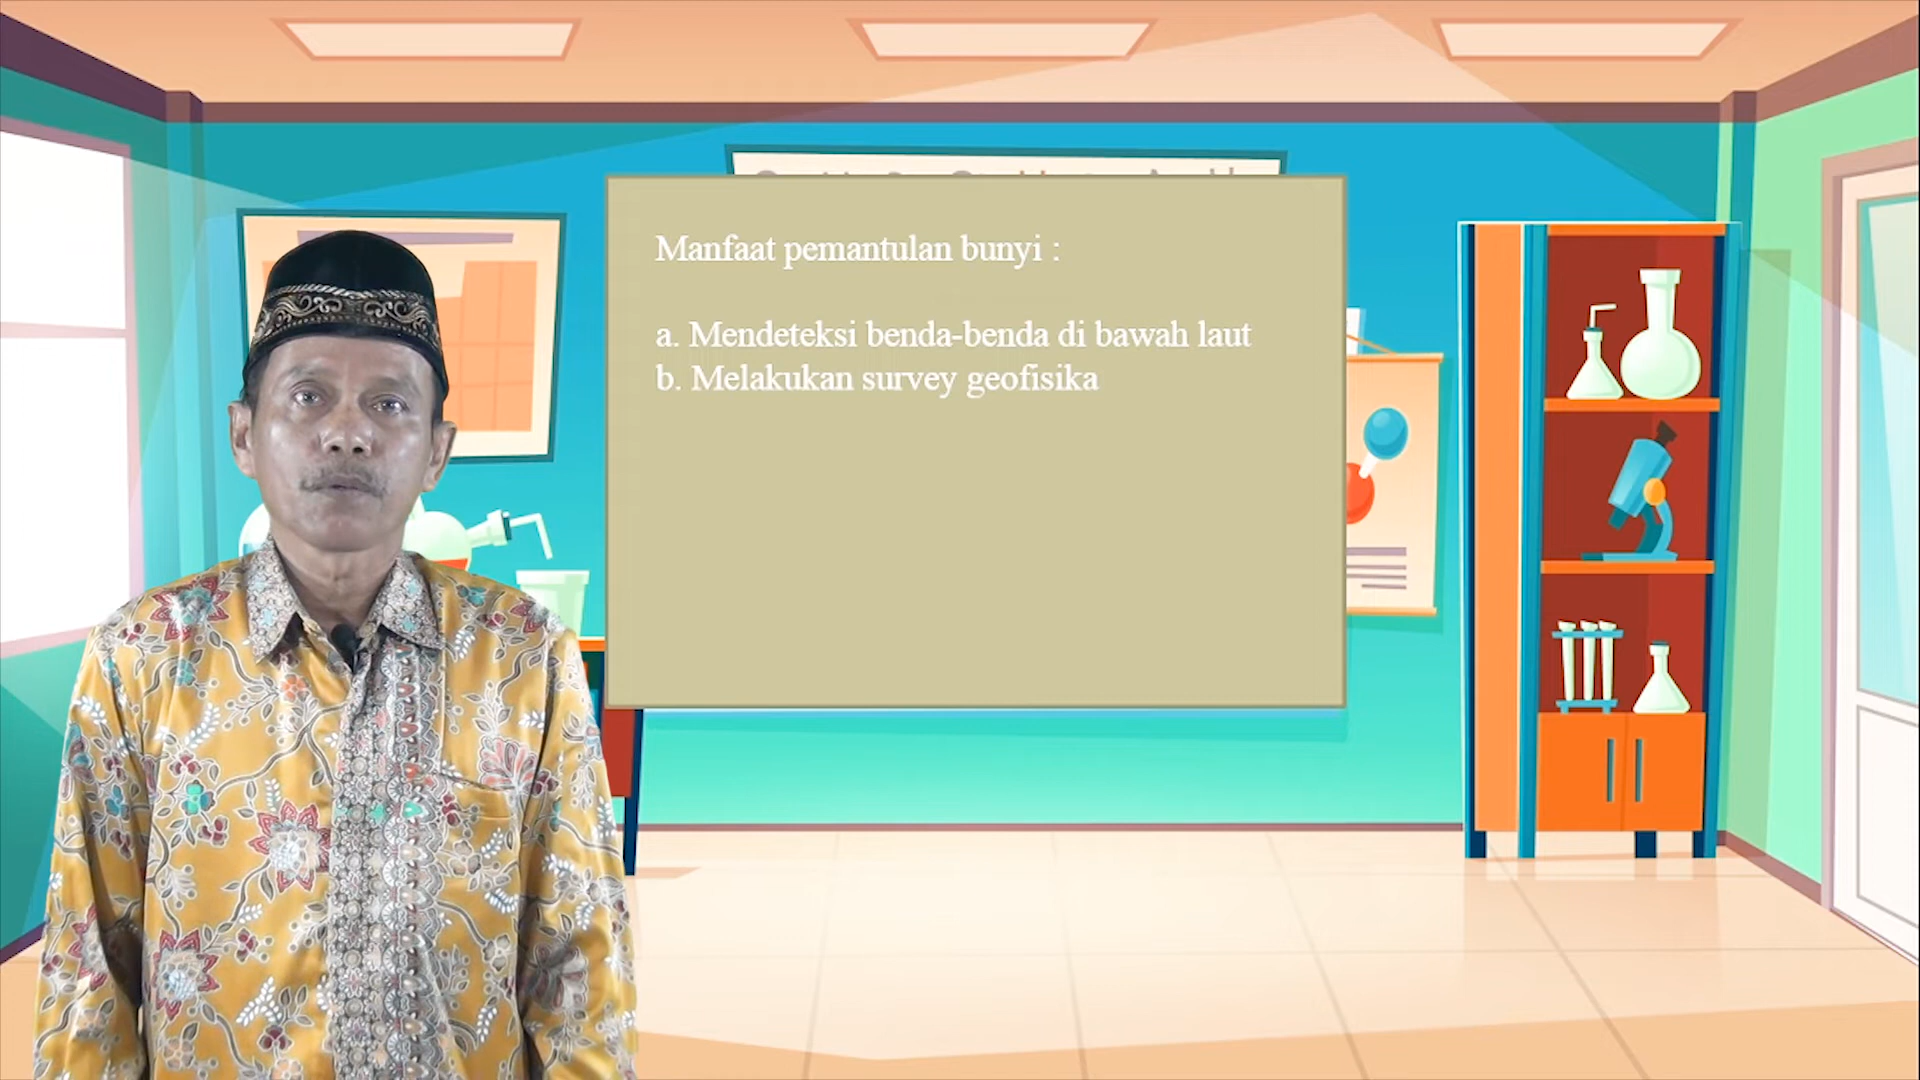 Manfaat pemantulan bunyi :
a. Mendeteksi benda-benda di bawah laut
b. Melakukan survey geofisika